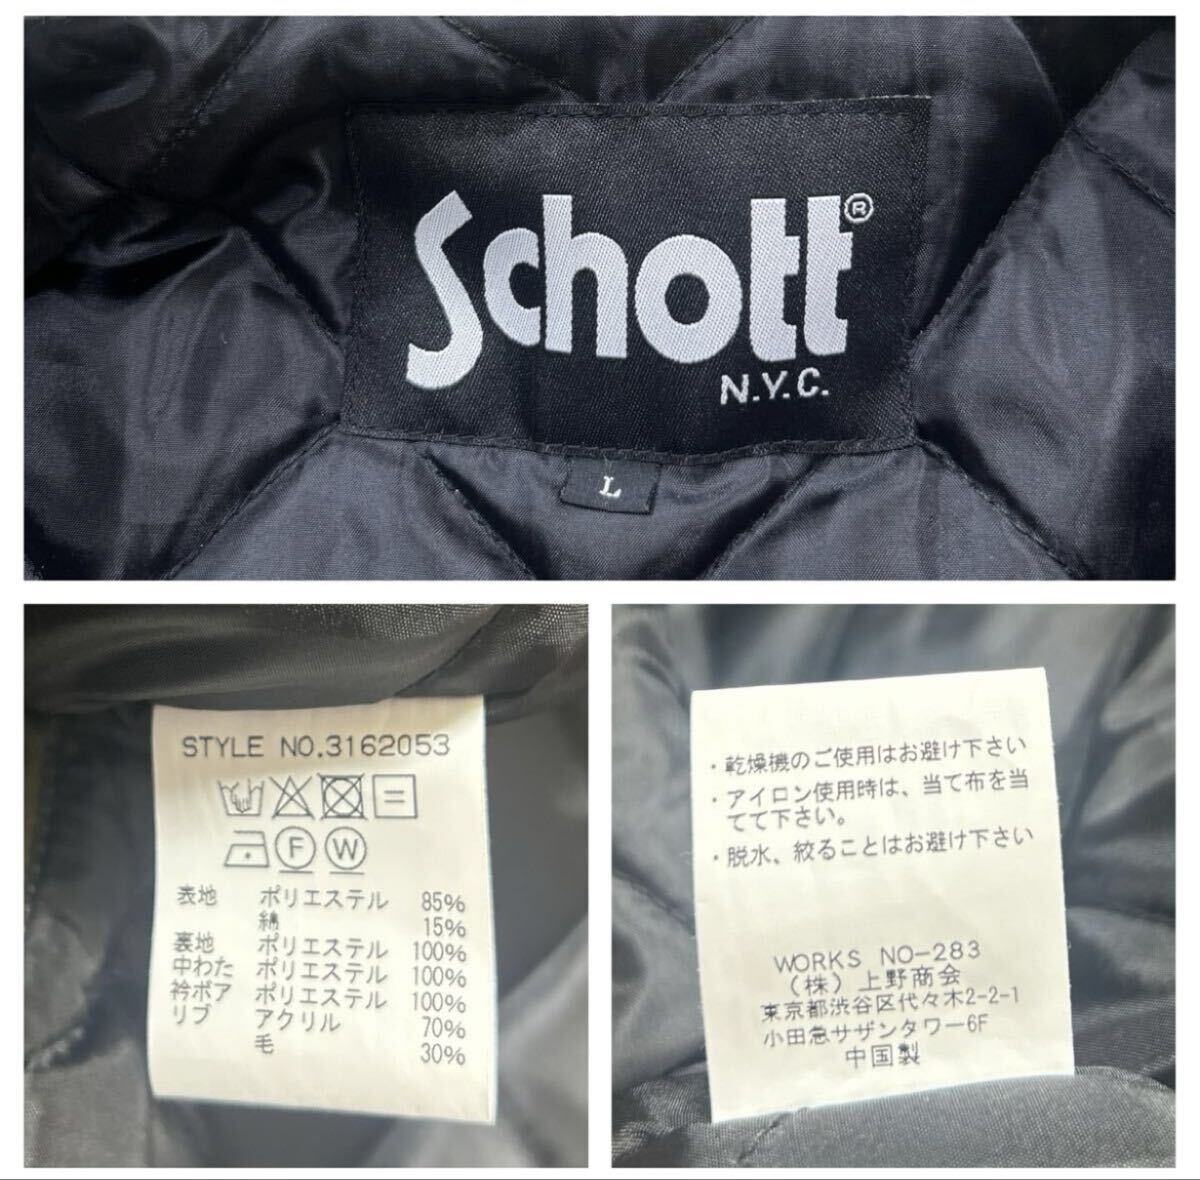 Schott®
N.Y.C.
L
STYLE NO.3162053
F W
表地 ポリエステル 85%
綿 15%
裏地 ポリエステル 100%
中わた ポリエステル 100%
衿ボア ポリエステル 100%
リブ アクリル 70%
毛 30%
・乾燥機のご使用はお避け下さい
・アイロン使用時は、当て布を当
てて下さい。
・脱水、絞ることはお避け下さい
WORKS NO-283
(株)上野商会
東京都渋谷区代々木2-2-1
小田急サザンタワー6F
中国製